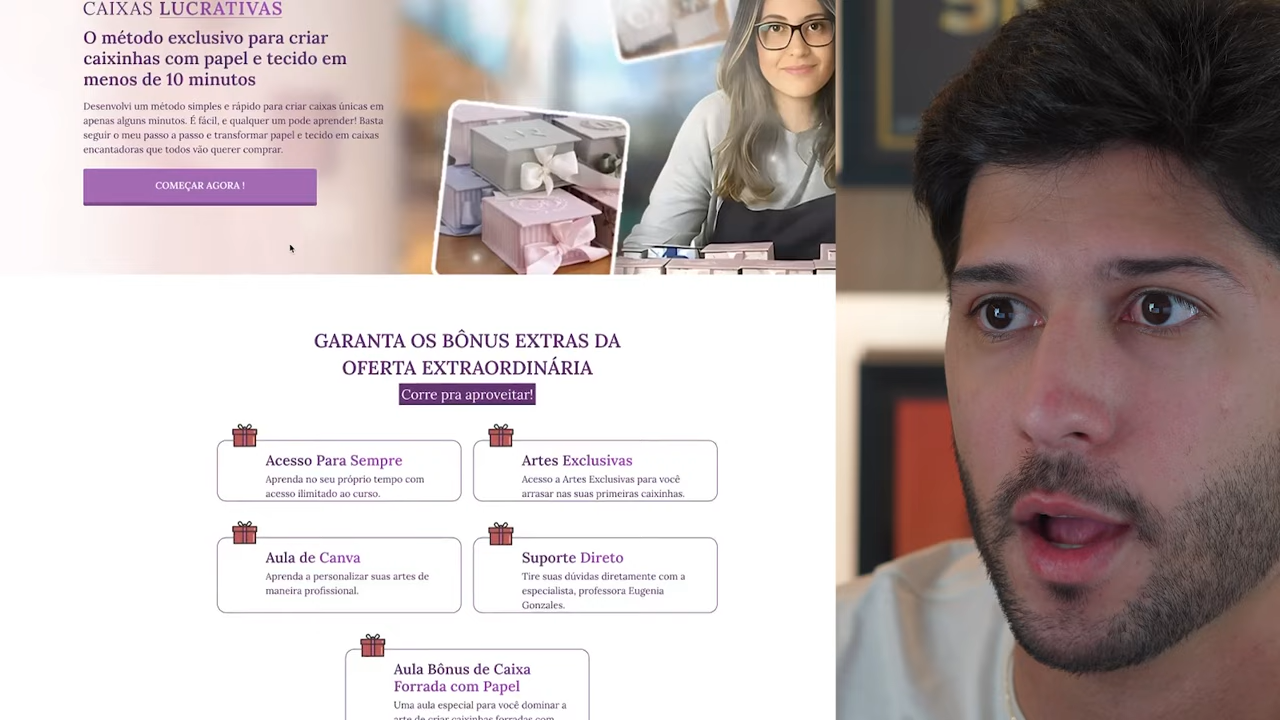 CAIXAS LUCRATIVAS
O método exclusivo para criar
caixinhas com papel e tecido em
menos de 10 minutos
Desenvolvi um método simples e rápido para criar caixas únicas em
apenas alguns minutos. É fácil, e qualquer um pode aprender! Basta
seguir o meu passo a passo e transformar papel e tecido em caixas
encantadoras que todos vão querer comprar.
COMEÇAR AGORA !
GARANTA OS BÔNUS EXTRAS DA
OFERTA EXTRAORDINÁRIA
Corre pra aproveitar!
Acesso Para Sempre
Aprenda no seu próprio tempo com
acesso ilimitado ao curso.
Artes Exclusivas
Acesso a Artes Exclusivas para você
arrasar nas suas primeiras caixinhas.
Aula de Canva
Aprenda a personalizar suas artes de
maneira profissional.
Suporte Direto
Tire suas dúvidas diretamente com a
especialista, professora Eugenia
Gonzales.
Aula Bônus de Caixa
Forrada com Papel
Uma aula especial para você dominar a
arte de criar caixinhas forradas com